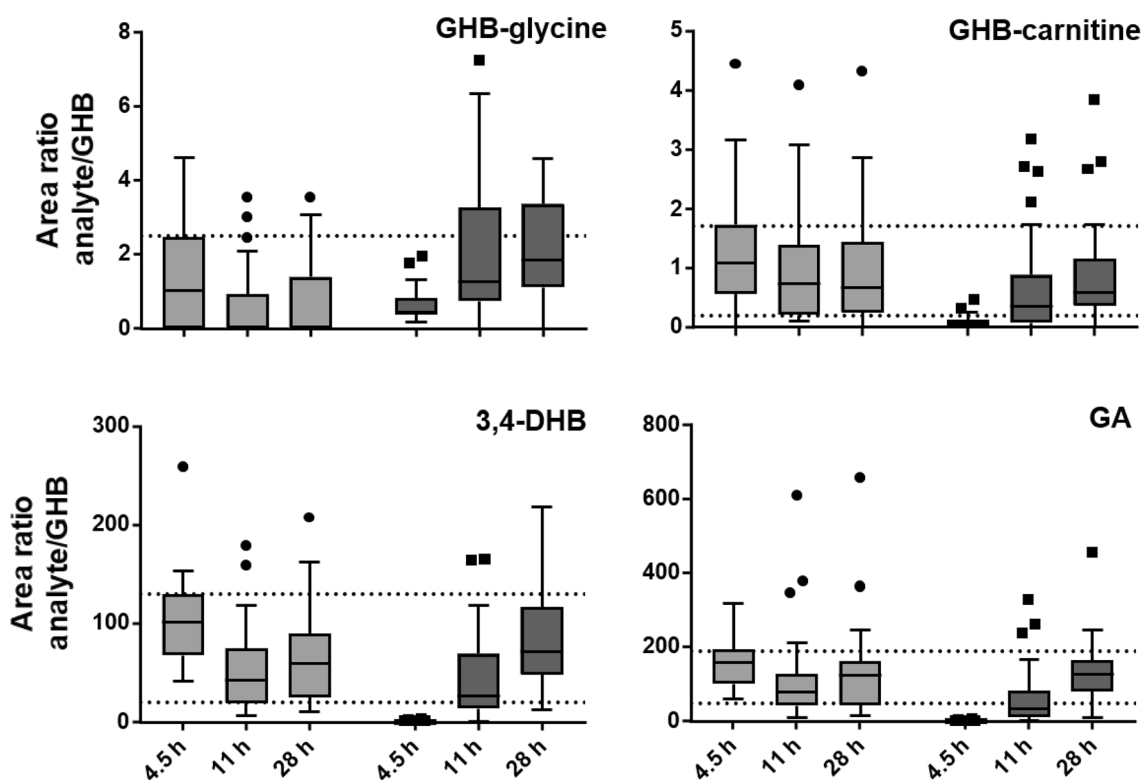 GHB-glycine
Area ratio
analyte/GHB
8
6
4
2
0
GHB-carnitine
5
4
3
2
1
0
3,4-DHB
Area ratio
analyte/GHB
300
200
100
0
4.5 h
11 h
28 h
4.5 h
11 h
28 h
GA
800
600
400
200
0
4.5 h
11 h
28 h
4.5 h
11 h
28 h